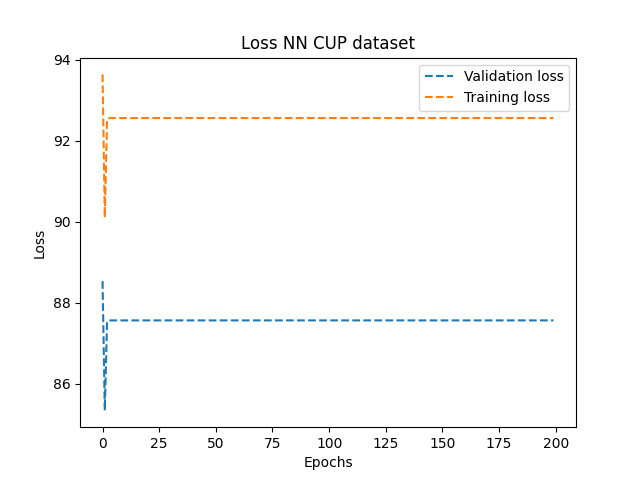 Loss NN CUP dataset
Validation loss
Training loss
94
92
90
88
86
Loss
0 25 50 75 100 125 150 175 200
Epochs